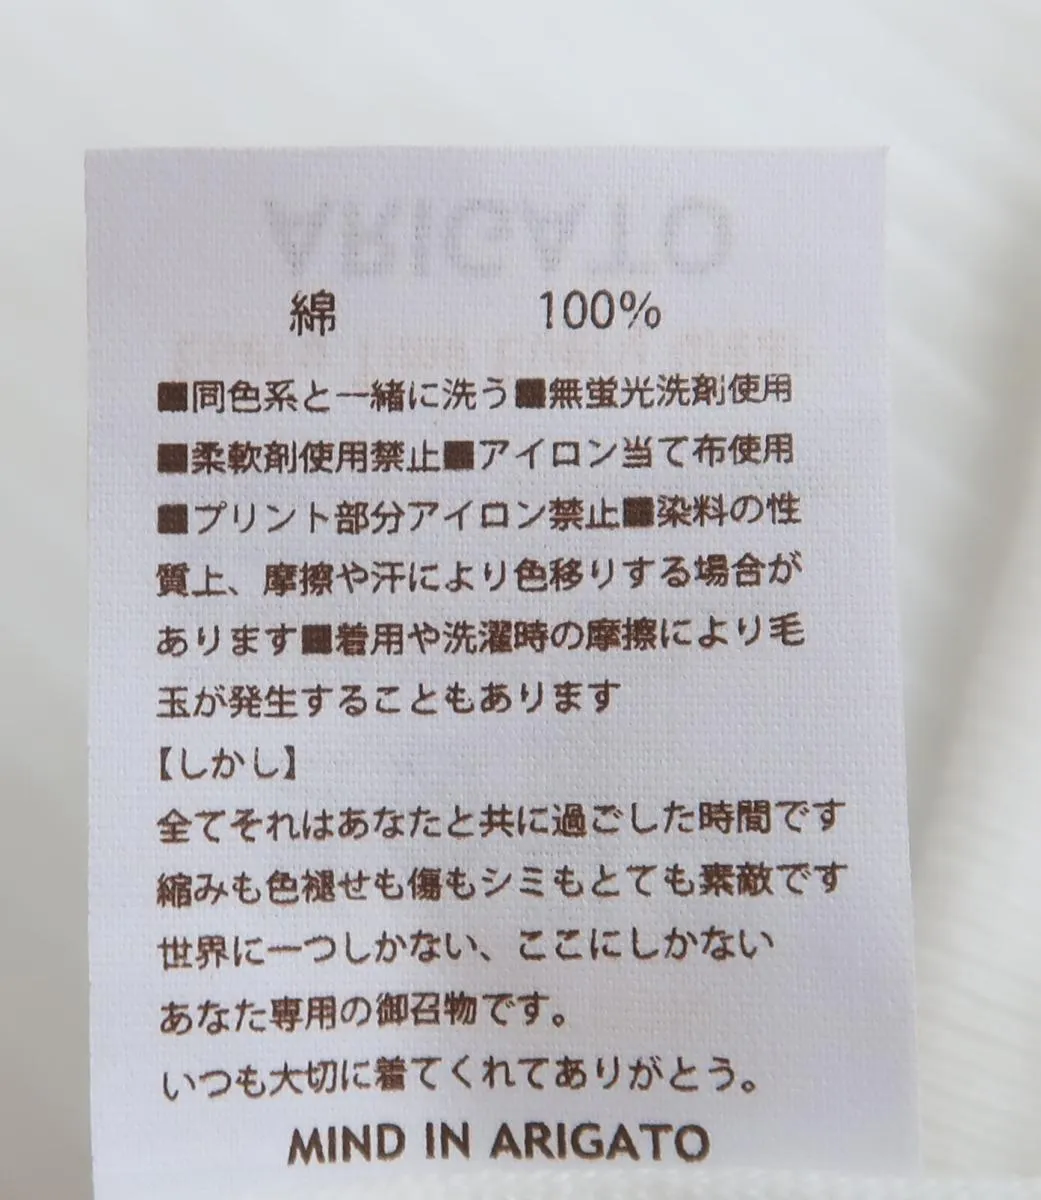 綿 100%
■同色系と一緒に洗う■無蛍光洗剤使用
■柔軟剤使用禁止■アイロン当て布使用
■プリント部分アイロン禁止■染料の性
質上、摩擦や汗により色移りする場合が
あります■着用や洗濯時の摩擦により毛
玉が発生することもあります
【しかし】
全てそれはあなたと共に過ごした時間です
縮みも色褪せも傷もシミもとても素敵です
世界に一つしかない、ここにしかない
あなた専用の御召物です。
いつも大切に着てくれてありがとう。
MIND IN ARIGATO